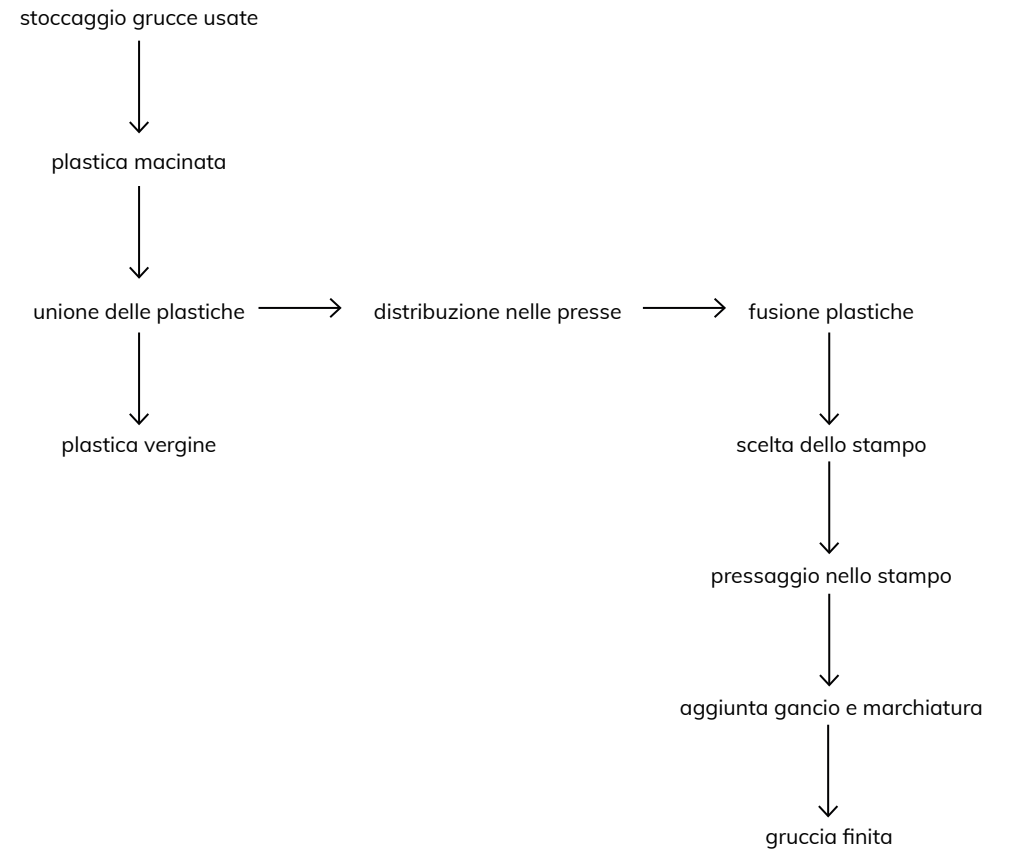 stoccaggio grucce usate
plastica macinata
unione delle plastiche
distribuzione nelle presse
fusione plastiche
plastica vergine
scelta dello stampo
pressaggio nello stampo
aggiunta gancio e marchiatura
gruccia finita